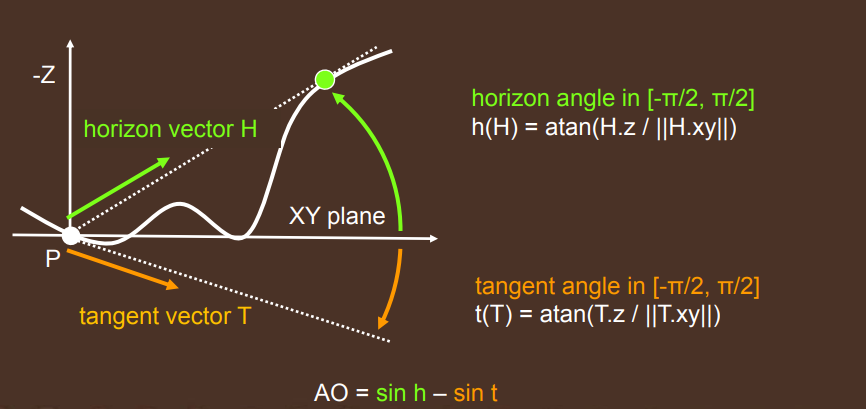 -Z
horizon vector H
horizon angle in [-π/2, π/2]
h(H) = atan(H.z / ||H.xy||)
XY plane
P
tangent vector T
tangent angle in [-π/2, π/2]
t(T) = atan(T.z / ||T.xy||)
AO = sin h – sin t